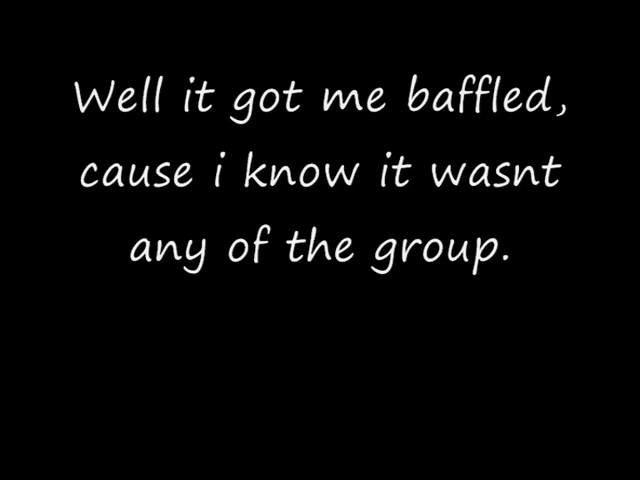 Well it got me baffled,
cause i know it wasnt
any of the group.